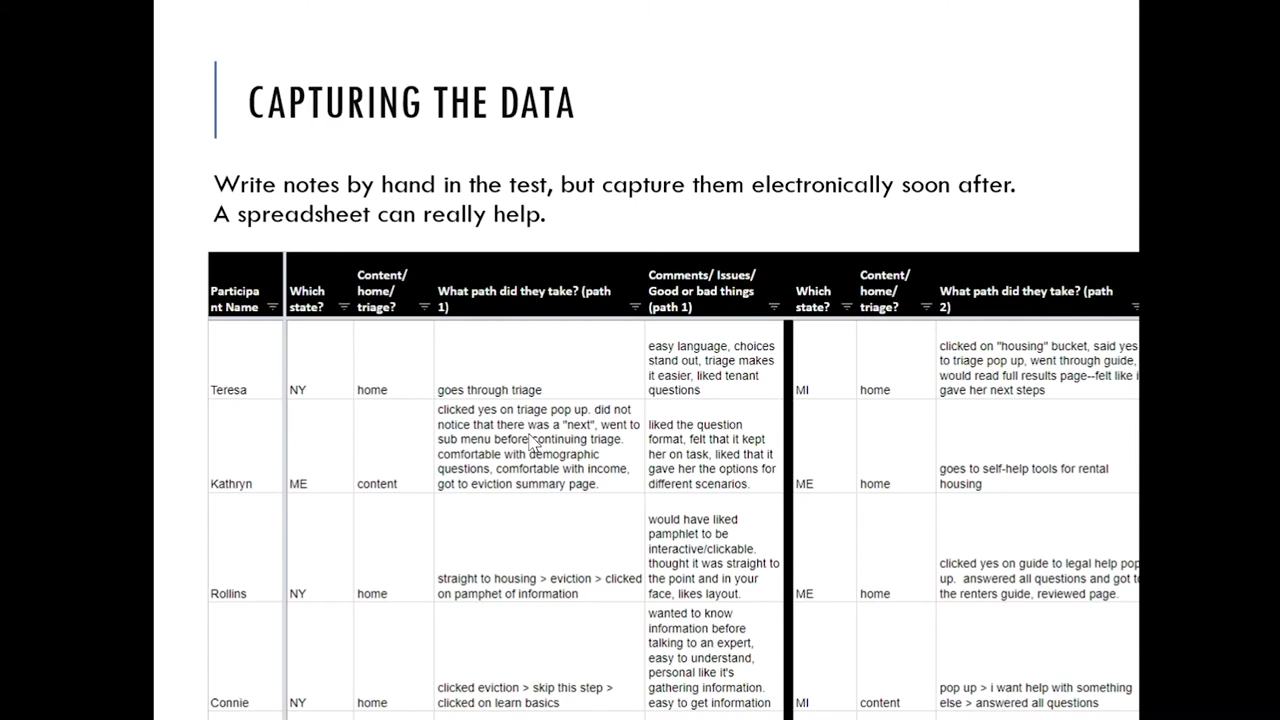 CAPTURING THE DATA
Write notes by hand in the test, but capture them electronically soon after.
A spreadsheet can really help.
Participa
nt Name
Which
state?
Content/
home/
triage?
What path did they take? (path
1)
Comments/ Issues/
Good or bad things
(path 1)
Which
state?
Content/
home/
triage?
What path did they take? (path
2)
Teresa
NY
home
goes through triage
easy language, choices
stand out, triage makes
it easier, liked tenant
questions
MI
home
clicked on "housing" bucket, said yes
to triage pop up, went through guide,
would read full results page--felt like i
gave her next steps
Kathryn
ME
content
clicked yes on triage pop up. did not
notice that there was a "next", went to
sub menu before continuing triage.
comfortable with demographic
questions, comfortable with income,
got to eviction summary page.
liked the question
format, felt that it kept
her on task, liked that it
gave her the options for
different scenarios.
ME
home
goes to self-help tools for rental
housing
Rollins
NY
home
straight to housing > eviction > clicked
on pamphet of information
would have liked
pamphlet to be
interactive/clickable.
thought it was straight to
the point and in your
face, likes layout.
ME
home
clicked yes on guide to legal help pop
up. answered all questions and got to
the renters guide, reviewed page.
Connie
NY
home
clicked eviction > skip this step >
clicked on learn basics
wanted to know
information before
talking to an expert,
easy to understand,
personal like it's
gathering information.
easy to get information
MI
content
pop up > i want help with something
else > answered all questions